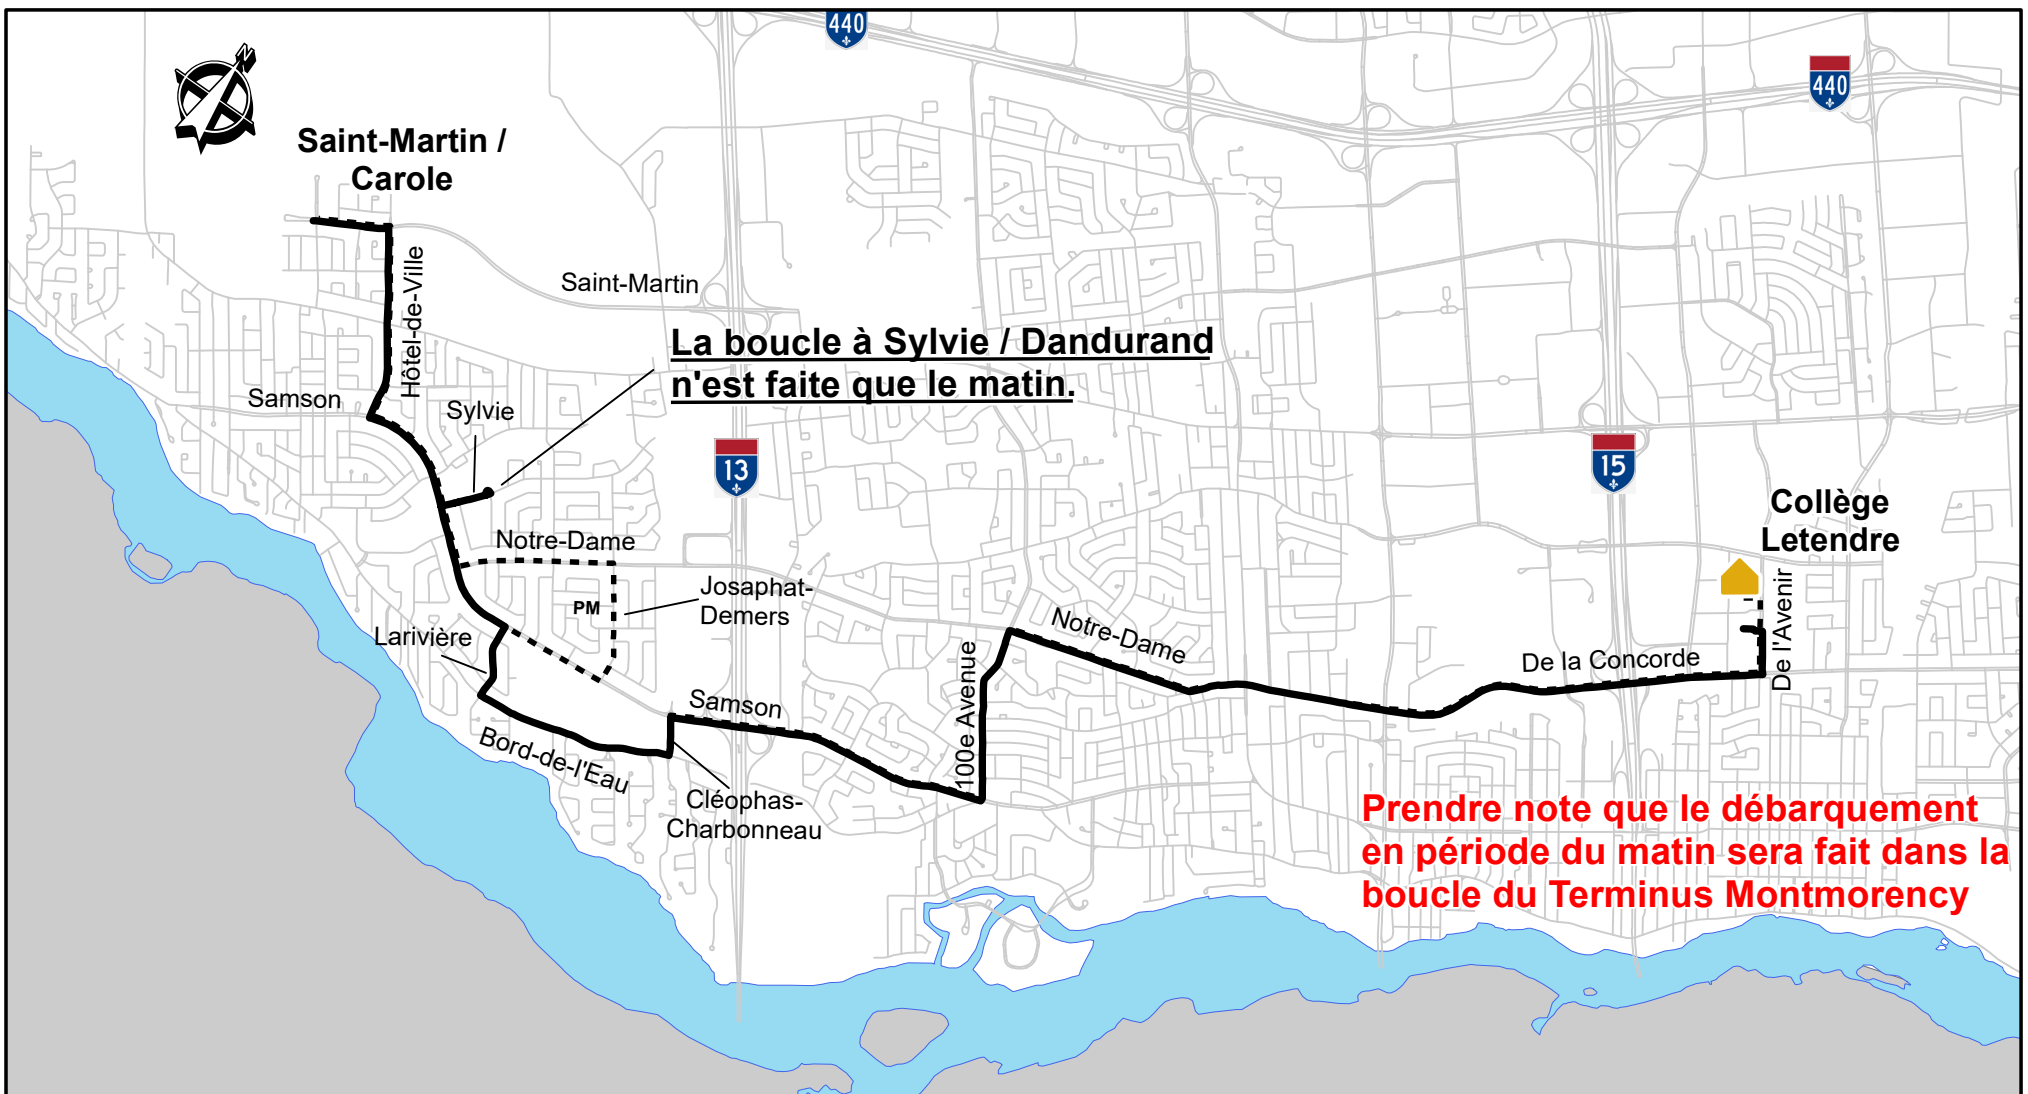 440
440
N
Saint-Martin /
Carole
Hôtel-de-Ville
Saint-Martin
La boucle à Sylvie / Dandurand
n'est faite que le matin.
Samson
Sylvie
13
15
Collège
Letendre
Notre-Dame
Josaphat-
Demers
PM
De l'Avenir
Larivière
Notre-Dame
De la Concorde
100e Avenue
Samson
Bord-de-l'Eau
Cléophas-
Charbonneau
Prendre note que le débarquement
en période du matin sera fait dans la
boucle du Terminus Montmorency